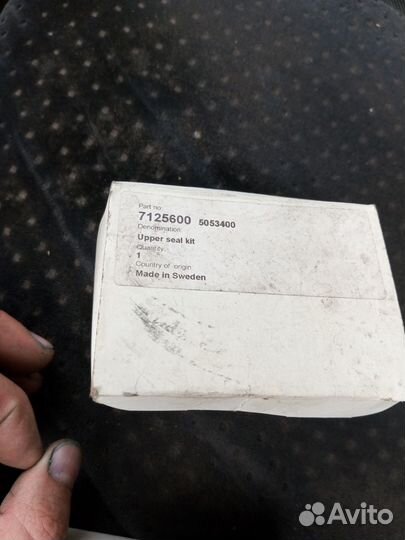 Part no:
7125600 5053400
Denomination:
Upper seal kit
Quantity:
1
Country of origin
Made in Sweden
Avito